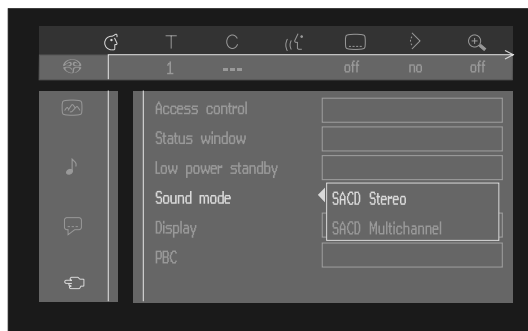 T C
1 --- off no off
Access control
Status window
Low power standby
Sound mode
SACD Stereo
Display
SACD Multichannel
PBC